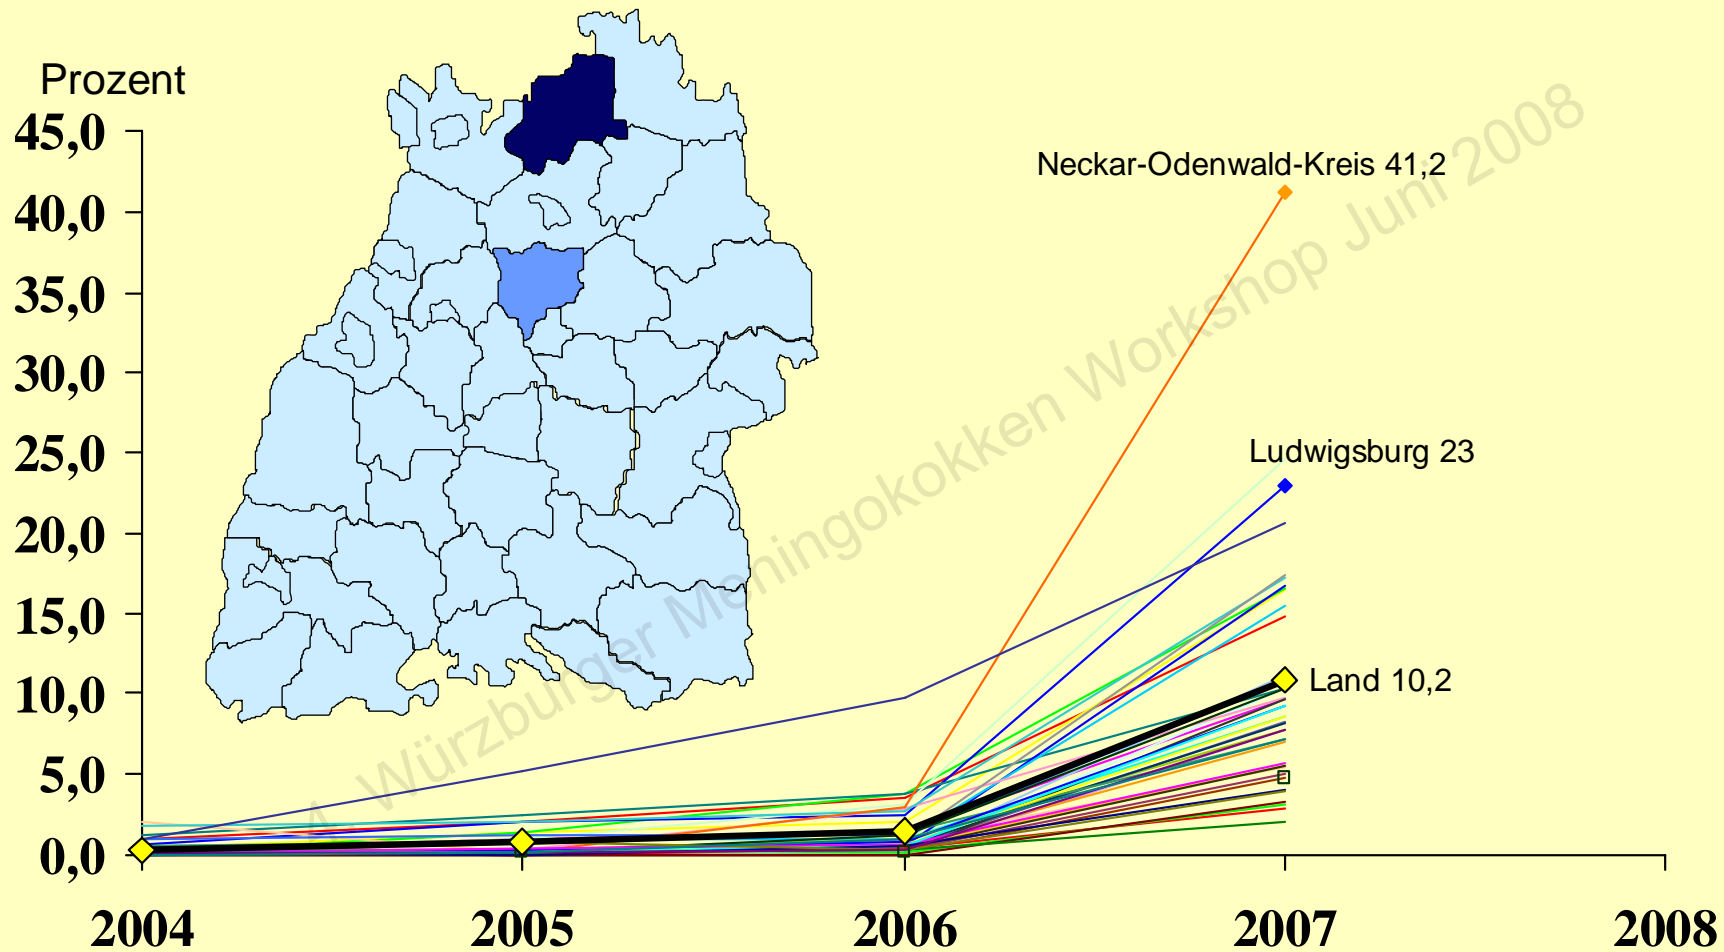 Prozent
45,0
40,0
35,0
30,0
25,0
20,0
15,0
10,0
5,0
0,0
Neckar-Odenwald-Kreis 41,2
Ludwigsburg 23
Land 10,2
2004 2005 2006 2007 2008
4. Würzburger Meningokokken Workshop Juni 2008